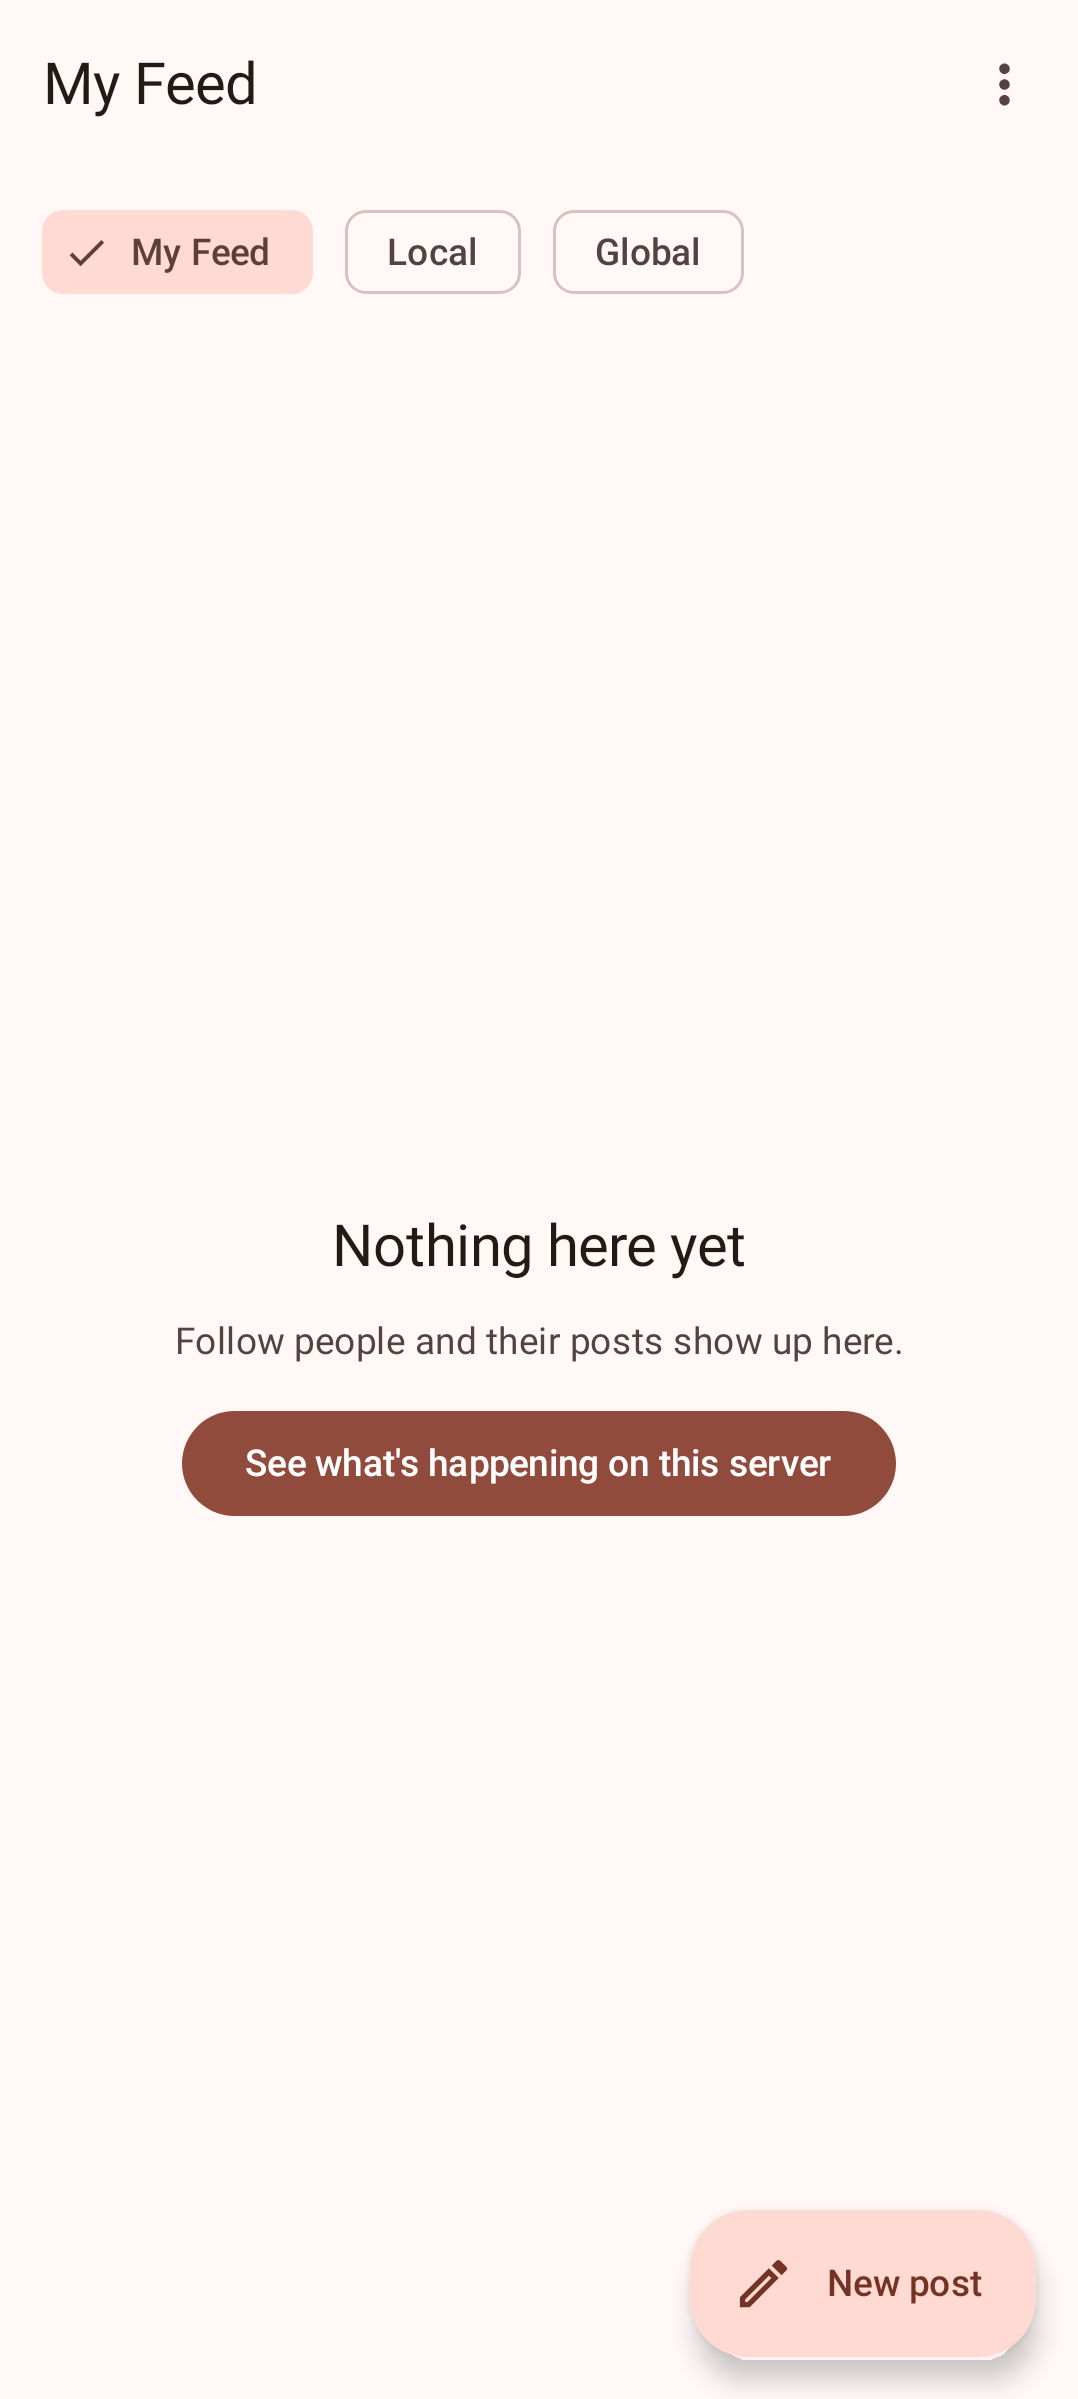 My Feed
My Feed
Local
Global
Nothing here yet
Follow people and their posts show up here.
See what's happening on this server
New post